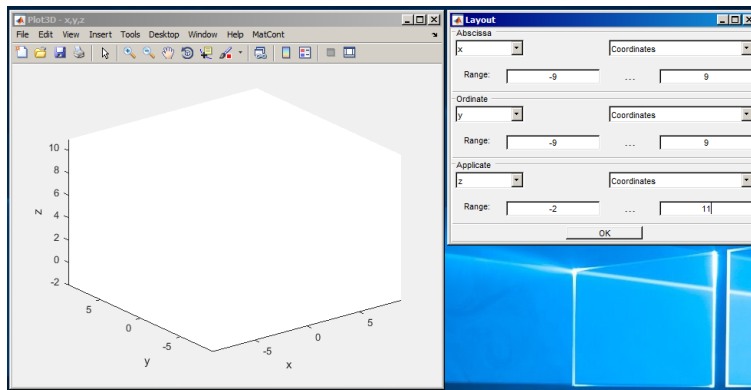 Plot3D - x,y,z
File Edit View Insert Tools Desktop Window Help MatCont
10
8
6
4
2
0
-2
z
5
0
-5
y
-5
0
5
x
Layout
Abscissa
x Coordinates
Range: -9 ... 9
Ordinate
y Coordinates
Range: -9 ... 9
Applicate
z Coordinates
Range: -2 ... 11
OK